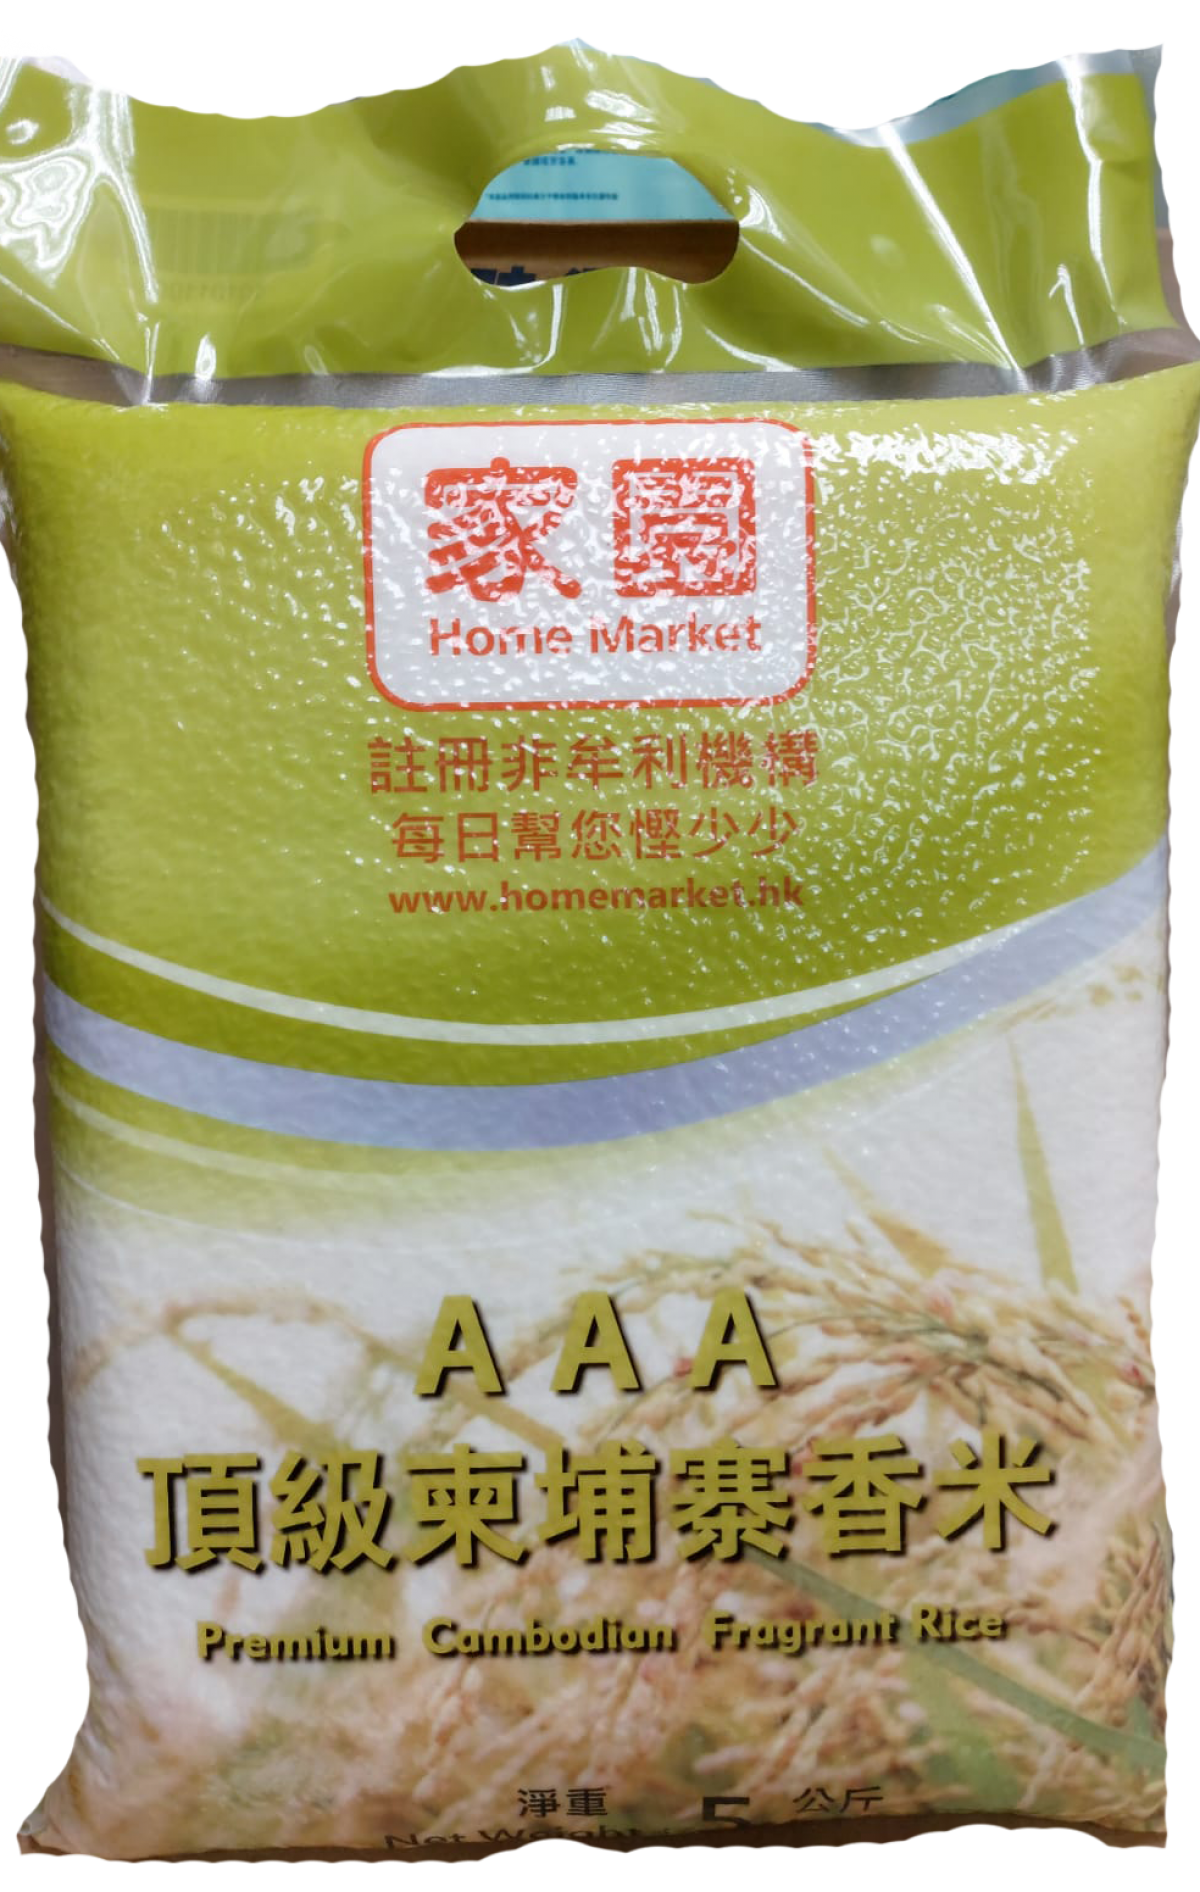 家園
Home Market
註冊非牟利機構
每日幫您慳少少
www.homemarket.hk
AAA
頂級柬埔寨香米
Premium Cambodian Fragrant Rice
淨重 5 公斤
Net Weight